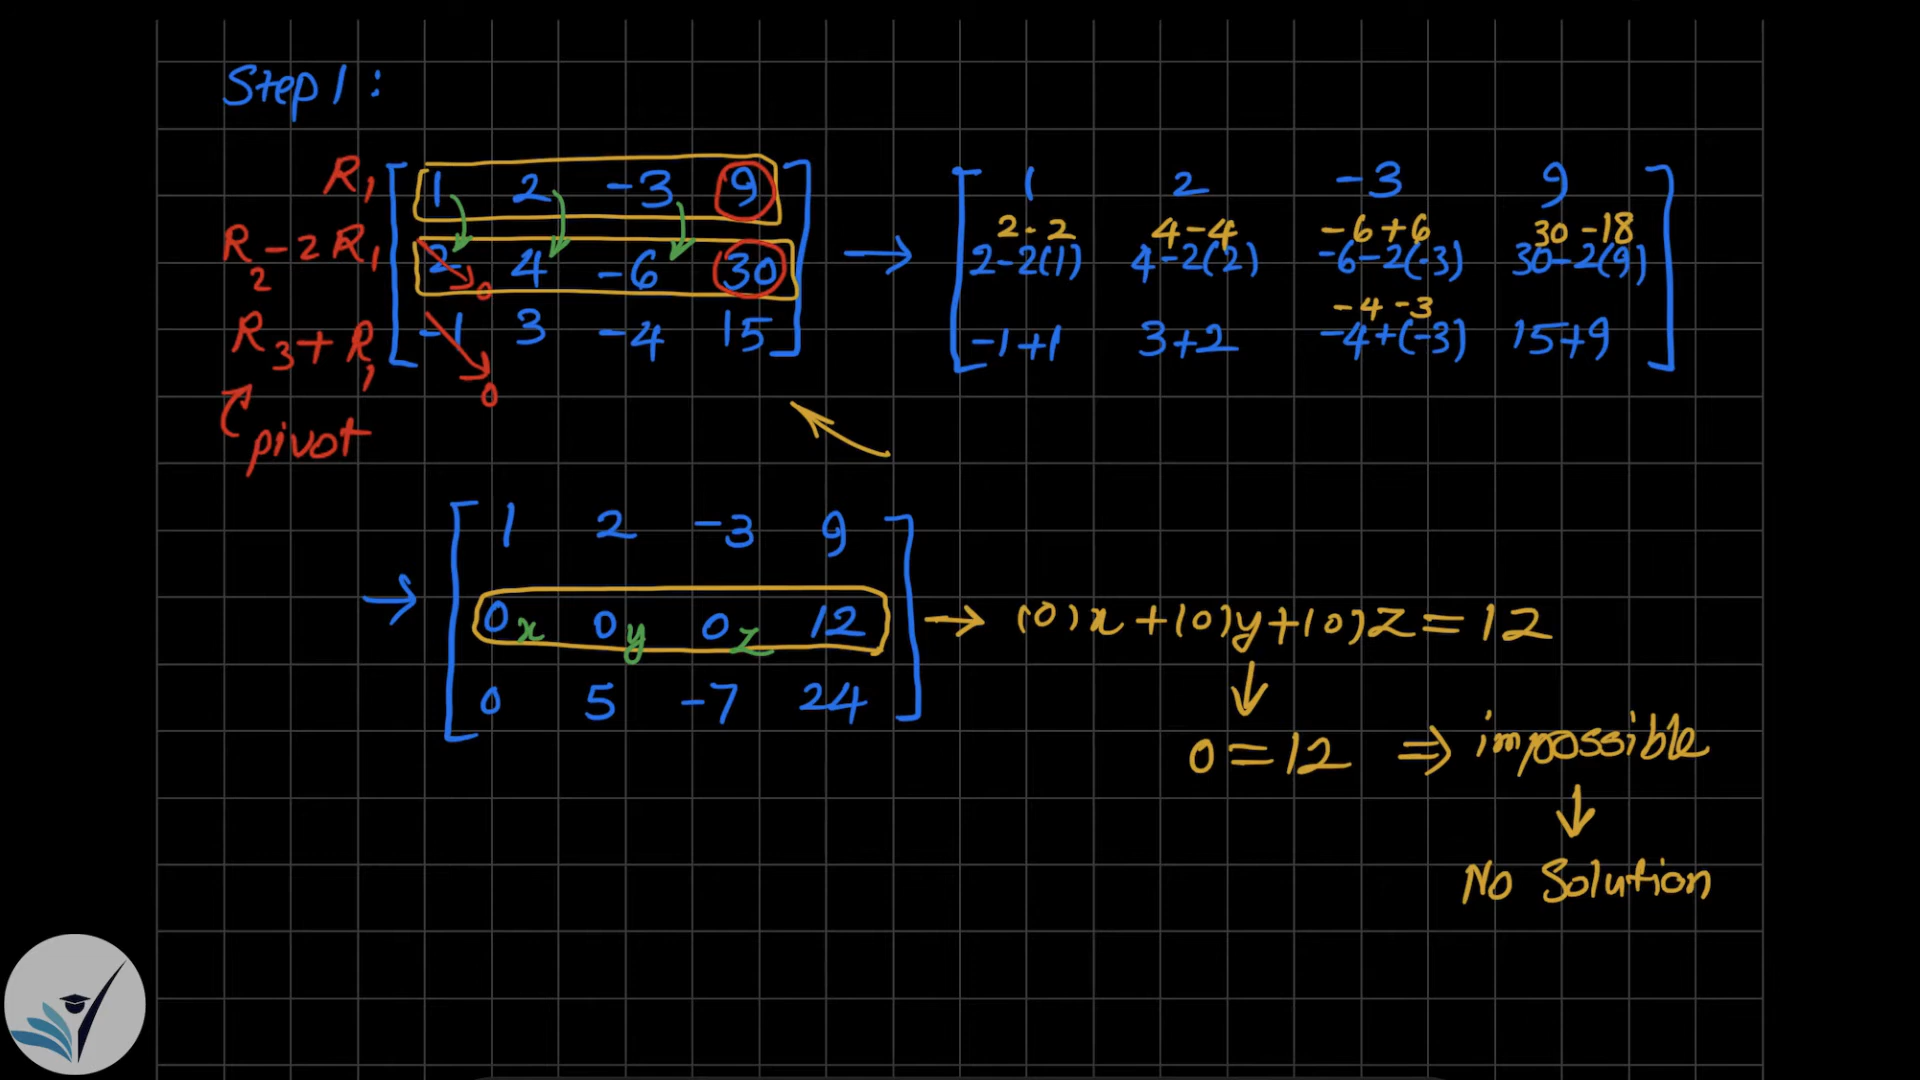 Step 1 :
R₁ [ 1 2 -3 9 ] → [ 1 2 -3 9 ]
2-2 4-4 -6+6 30-18
R₂-2R₁ 2 4 -6 30 2-2(1) 4-2(2) -6-2(-3) 30-2(9)
0
-4-3
R₃+R₁ -1 3 -4 15 -1+1 3+2 -4+(-3) 15+9
0
pivot
[ 1 2 -3 9 ]
→ 0x 0y 0z 12 → (0)x+(0)y+(0)z=12
↓
0 5 -7 24
0=12 ⇒ impossible
↓
No Solution